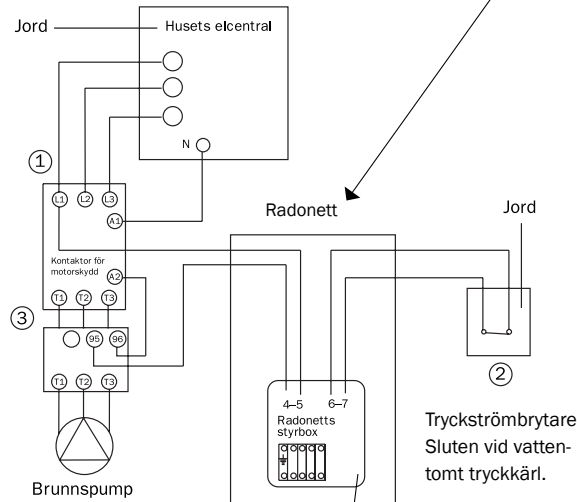 Jord
Husets elcentral
N
1
L1 L2 L3
A1
Kontaktor för
motorskydd
A2
T1 T2 T3
3
95 96
T1 T2 T3
Brunnspump
Radonett
4–5 6–7
Radonetts
styrbox
Jord
2
Tryckströmbrytare
Sluten vid vatten-
tomt tryckkärl.